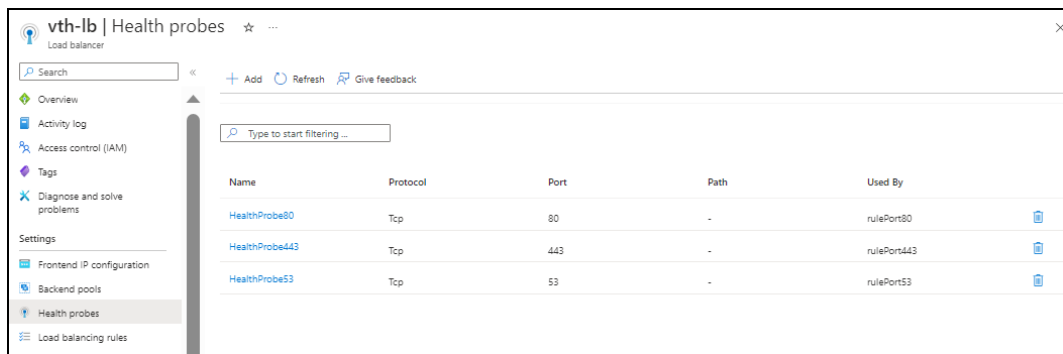 vth-lb | Health probes
Load balancer
Search
Overview
Activity log
Access control (IAM)
Tags
Diagnose and solve
problems
Settings
Frontend IP configuration
Backend pools
Health probes
Load balancing rules
Add Refresh Give feedback
Type to start filtering ...
Name Protocol Port Path Used By
HealthProbe80 Tcp 80 - rulePort80
HealthProbe443 Tcp 443 - rulePort443
HealthProbe53 Tcp 53 - rulePort53